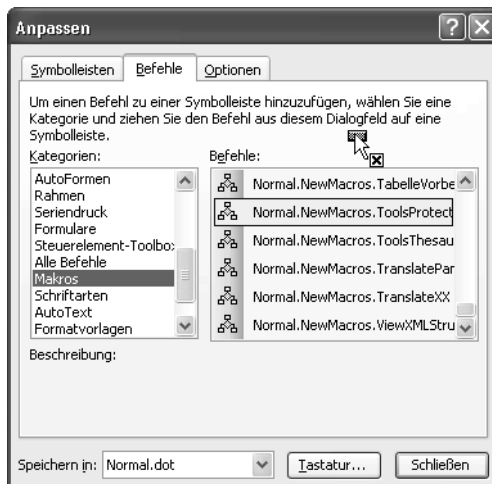 Anpassen
Symbolleisten Befehle Optionen
Um einen Befehl zu einer Symbolleiste hinzuzufügen, wählen Sie eine
Kategorie und ziehen Sie den Befehl aus diesem Dialogfeld auf eine
Symbolleiste.
Kategorien: Befehle:
AutoFormen
Rahmen
Seriendruck
Formulare
Steuerelement-Toolbo
Alle Befehle
Makros
Schriftarten
AutoText
Formatvorlagen
Normal.NewMacros.TabelleVorbe
Normal.NewMacros.ToolsProtect
Normal.NewMacros.ToolsThesau
Normal.NewMacros.TranslatePar
Normal.NewMacros.TranslateXX
Normal.NewMacros.ViewXMLStru
Beschreibung:
Speichern in: Normal.dot Tastatur... Schließen